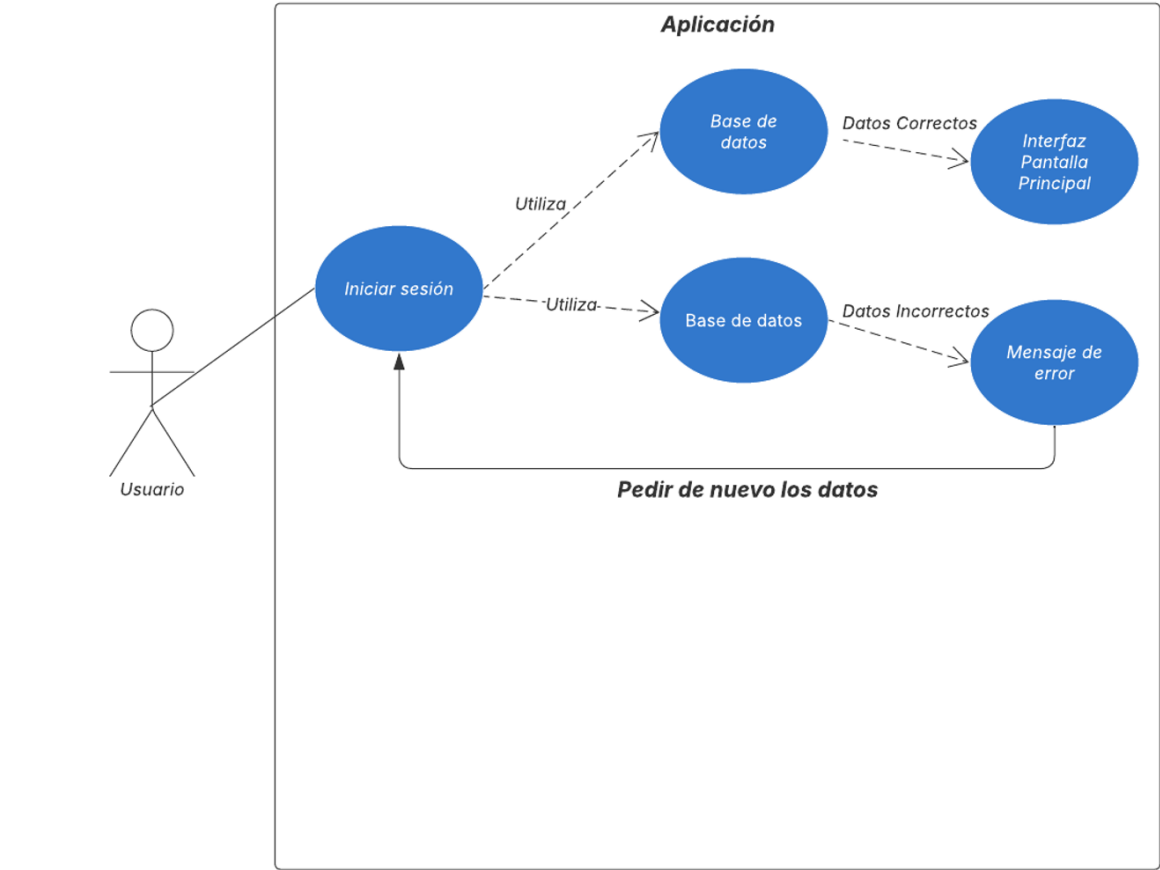 Aplicación
Base de
datos
Datos Correctos
Interfaz
Pantalla
Principal
Utiliza
Iniciar sesión
Utiliza
Base de datos
Datos Incorrectos
Mensaje de
error
Usuario
Pedir de nuevo los datos